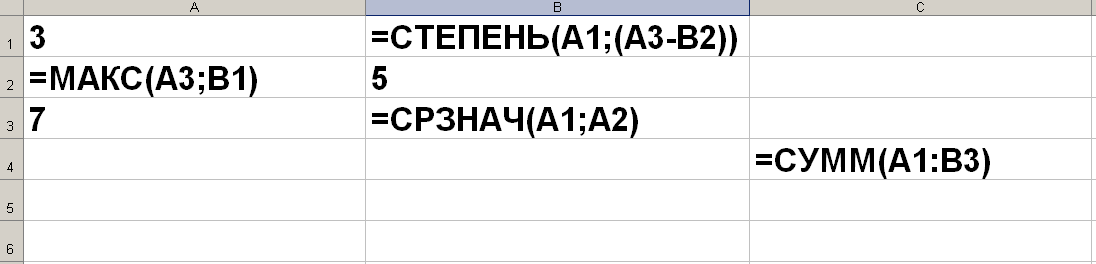 A B C
1 3 =СТЕПЕНЬ(A1;(A3-B2))
2 =МАКС(A3;B1) 5
3 7 =СРЗНАЧ(A1;A2)
4 =СУММ(A1:B3)
5
6